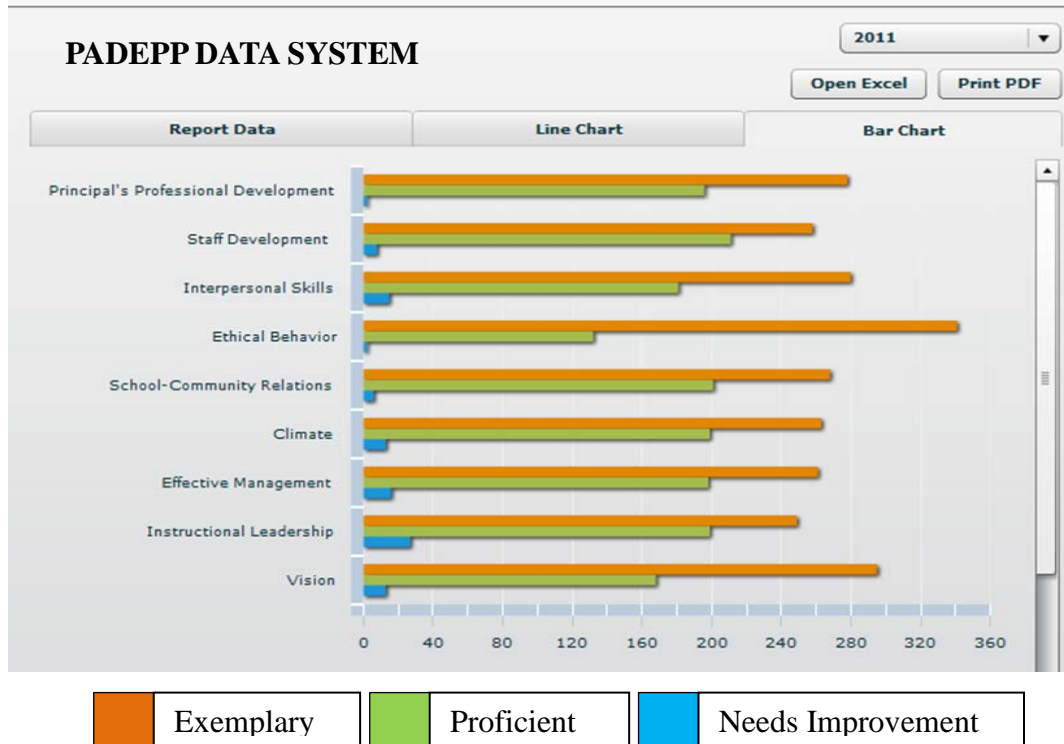 PADEPP DATA SYSTEM
2011
Open Excel
Print PDF
Report Data
Line Chart
Bar Chart
Principal's Professional Development
Staff Development
Interpersonal Skills
Ethical Behavior
School-Community Relations
Climate
Effective Management
Instructional Leadership
Vision
0 40 80 120 160 200 240 280 320 360
Exemplary
Proficient
Needs Improvement